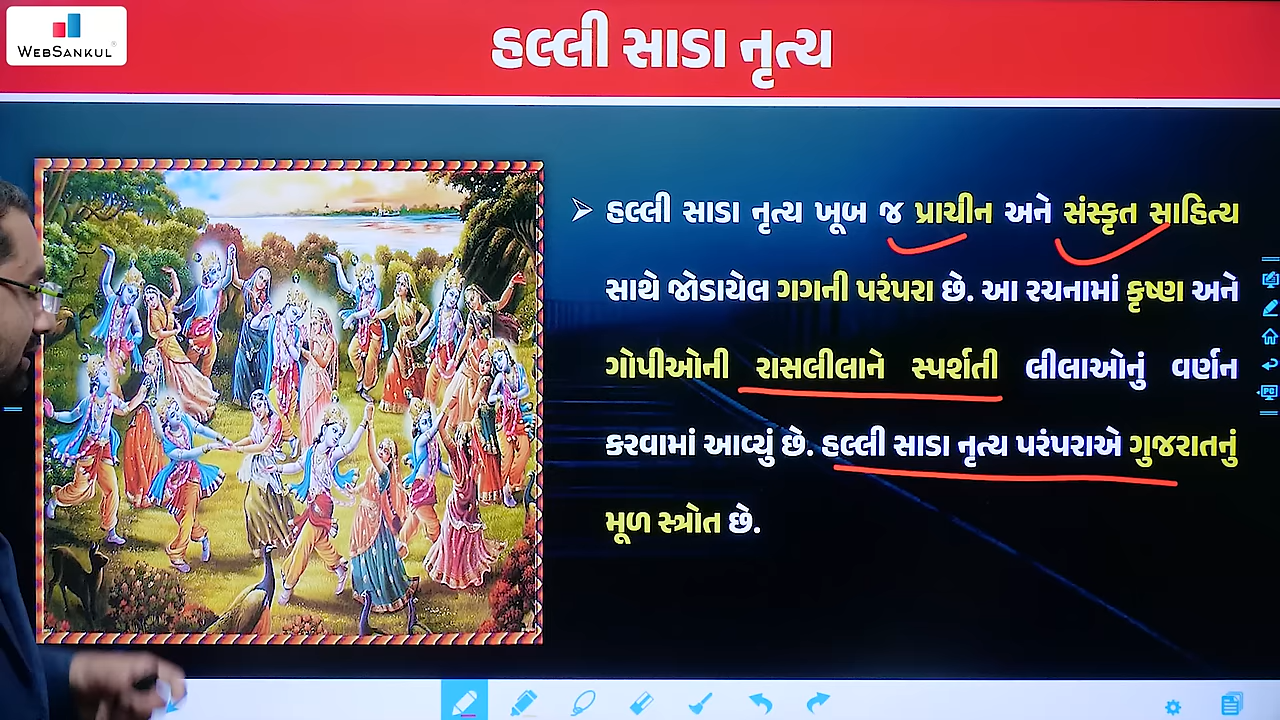 WEBSANKUL
હલ્લી સાડા નૃત્ય
હલ્લી સાડા નૃત્ય ખૂબ જ પ્રાચીન અને સંસ્કૃત સાહિત્ય
સાથે જોડાયેલ ગગની પરંપરા છે. આ રચનામાં કૃષ્ણ અને
ગોપીઓની રાસલીલાને સ્પર્શતી લીલાઓનું વર્ણન
કરવામાં આવ્યું છે. હલ્લી સાડા નૃત્ય પરંપરાએ ગુજરાતનું
મૂળ સ્ત્રોત છે.
PC